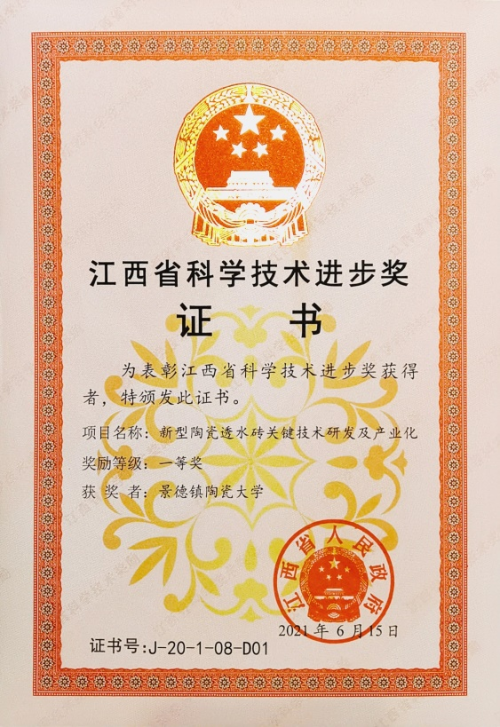 江西省科学技术进步奖
证书
为表彰江西省科学技术进步奖获得
者，特颁发此证书。
项目名称：新型陶瓷透水砖关键技术研发及产业化
奖励等级：一等奖
获奖者：景德镇陶瓷大学
江西省人民政府
2021年6月15日
证书号:J-20-1-08-D01